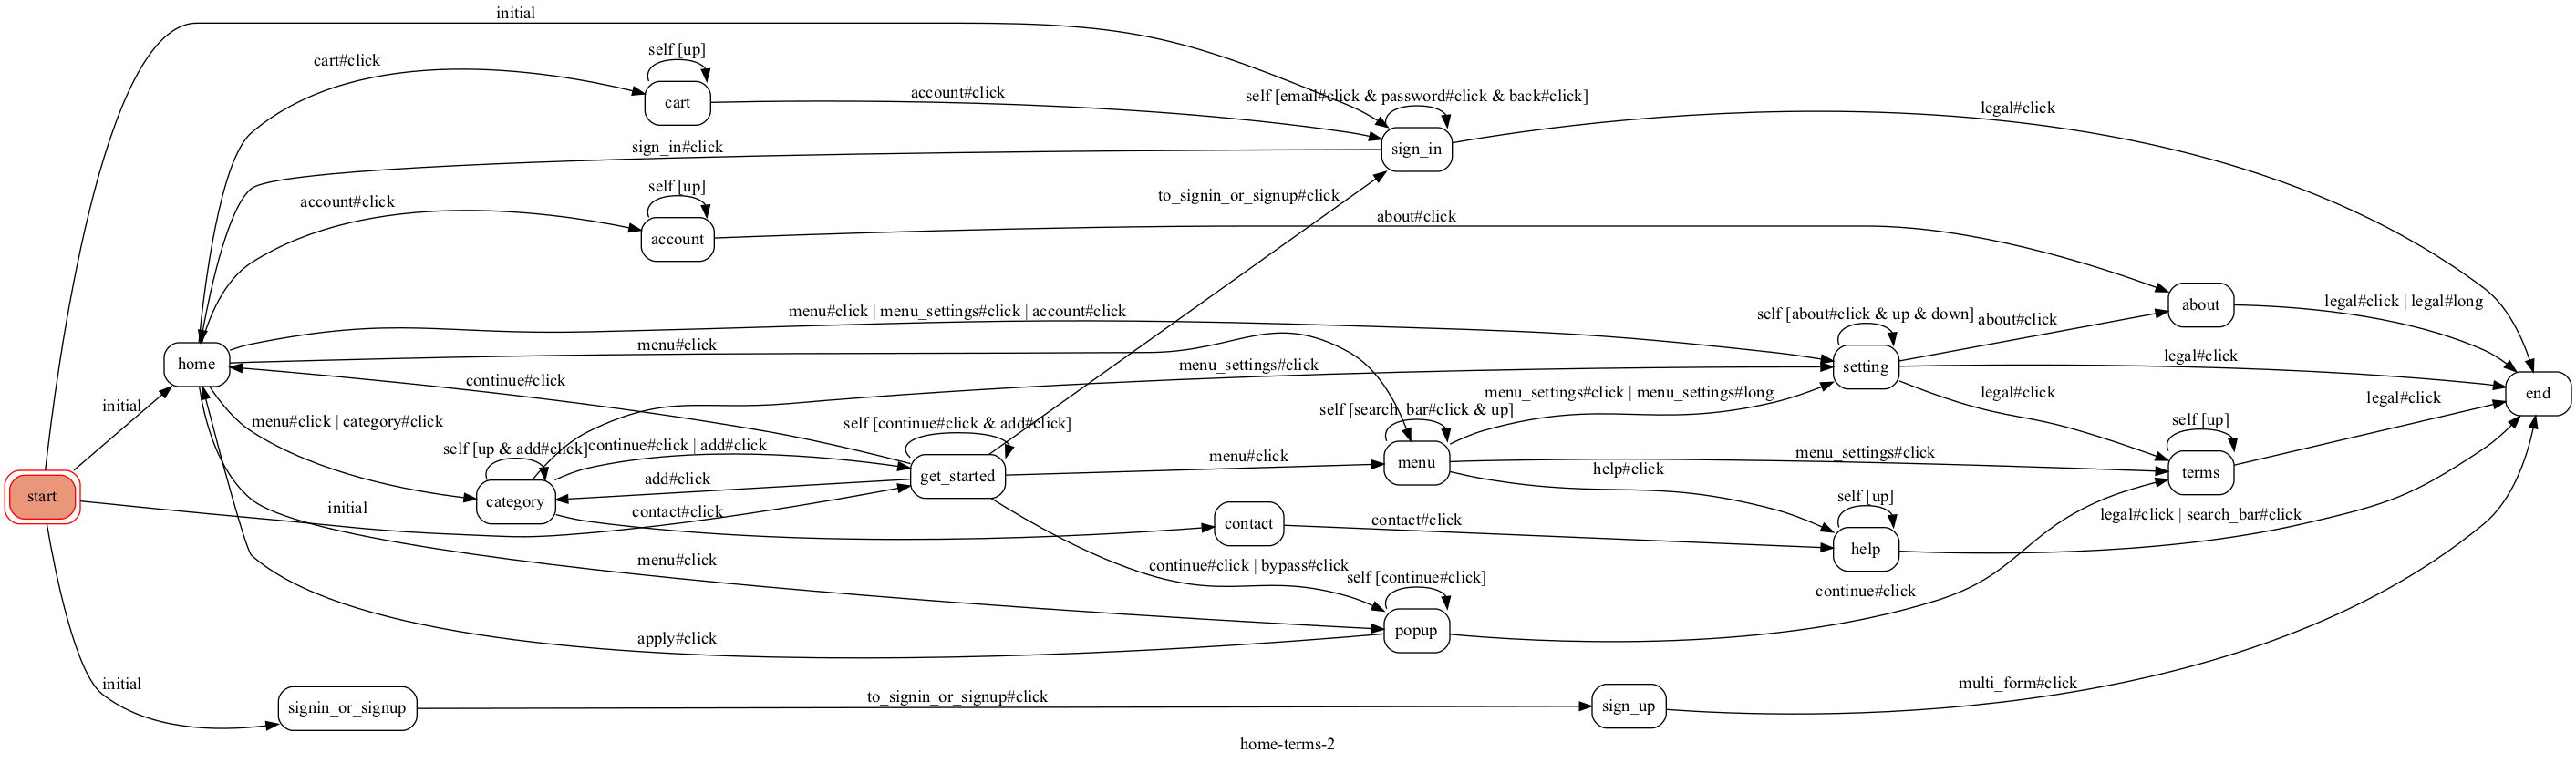 initial
self [up]
cart#click
cart
account#click
self [email#click & password#click & back#click]
legal#click
sign_in#click
sign_in
self [up]
account#click
to_signin_or_signup#click
account
about#click
about
menu#click | menu_settings#click | account#click
self [about#click & up & down]
about#click
legal#click | legal#long
home
menu#click
menu_settings#click
setting
legal#click
continue#click
menu_settings#click | menu_settings#long
legal#click
end
initial
menu#click | category#click
self [continue#click & add#click]
self [search_bar#click & up]
self [up]
legal#click
self [up & add#click]
continue#click | add#click
menu#click
menu
menu_settings#click
terms
start
category
add#click
get_started
help#click
self [up]
initial
contact#click
contact
contact#click
help
legal#click | search_bar#click
menu#click
continue#click | bypass#click
self [continue#click]
continue#click
apply#click
popup
initial
signin_or_signup
to_signin_or_signup#click
sign_up
multi_form#click
home-terms-2